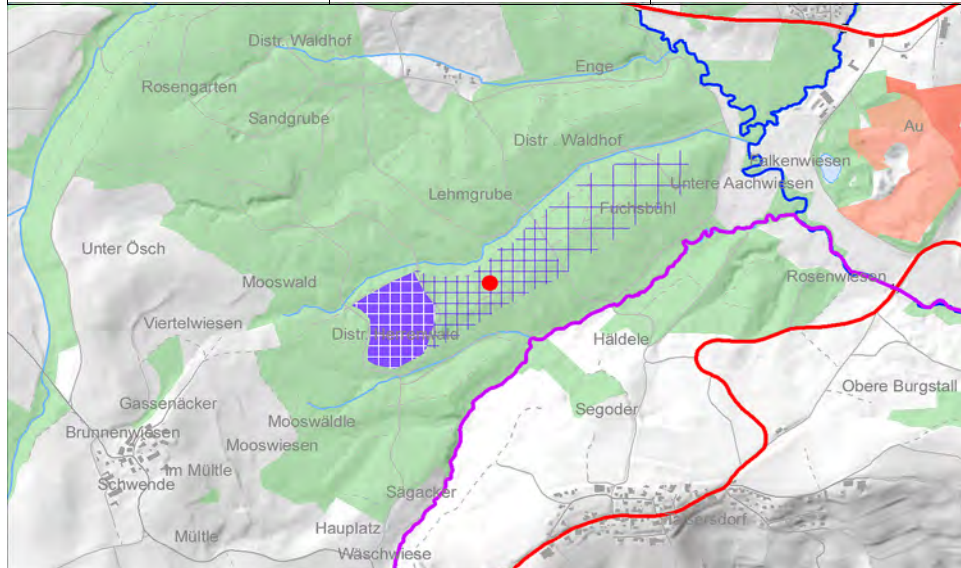 Distr. Waldhof
Enge
Rosengarten
Sandgrube
Au
Distr. Waldhof
Falkenwiesen
Lehmgrube
Untere Aachwiesen
Fuchsbühl
Unter Ösch
Mooswald
Rosenwiesen
Viertelwiesen
Distr.
Häldele
Obere Burgstall
Gassenäcker
Segoder
Mooswäldle
Brunnenwiesen
Mooswiesen
Im Mültle
Schwende
Sägacker
Hauplatz
Mültle
Wäschwiese